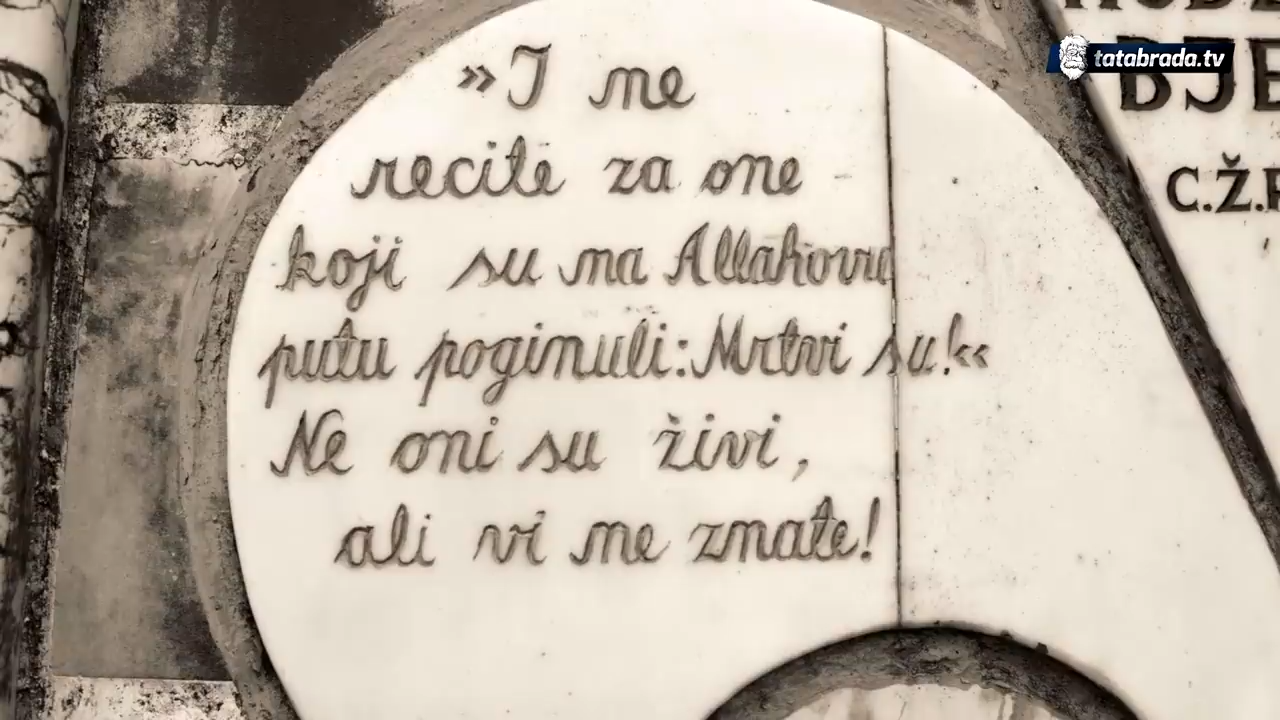 »I ne
recite za one
koji su na Allahovu
putu poginuli: Mrtvi su!«
Ne oni su živi,
ali vi ne znate!
tatabrada.tv
BJE
C.Ž.R